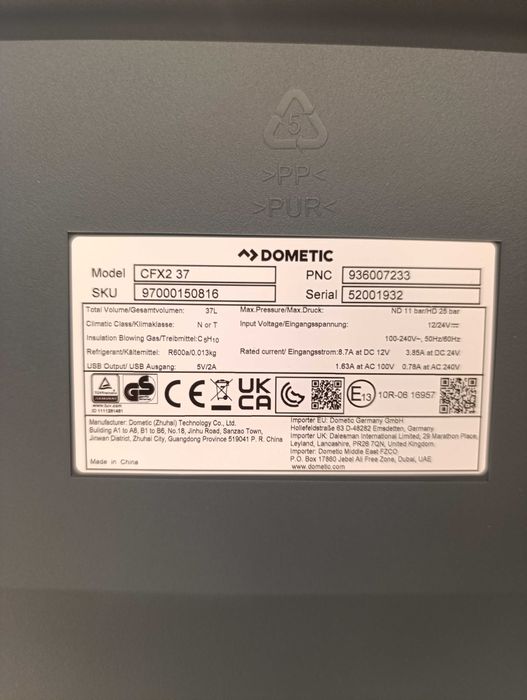 5
>PP<
>PUR<
DOMETIC
Model CFX2 37 PNC 936007233
SKU 97000150816 Serial 52001932
Total Volume/Gesamtvolumen: 37L Max.Pressure/Max.Druck: ND 11 bar/HD 25 bar
Climatic Class/Klimaklasse: N or T Input Voltage/Eingangsspannung: 12/24V
Insulation Blowing Gas/Treibmittel: C5H10 100-240V~, 50Hz/60Hz
Refrigerant/Kältemittel: R600a/0.013kg Rated current/ Eingangsstrom: 8.7A at DC 12V 3.85A at DC 24V
USB Output/ USB Ausgang: 5V/2A 1.63A at AC 100V 0.78A at AC 240V
TÜVRheinland GS CE UK CA E13 10R-06 16957
www.tuv.com
Manufacturer: Dometic (Zhuhai) Technology Co., Ltd.
Building A1 to A8, B1 to B6, No.18, Jinhu Road, Sanzao Town,
Jinwan District, Zhuhai City, Guangdong Province 519041 P. R. China
Made in China
Importer EU: Dometic Germany GmbH
Hollefeldstraße 63 D-48282 Emsdetten, Germany
Importer UK: Dalesman International Limited, 29 Marathon Place,
Leyland, Lancashire, PR26 7QN, United Kingdom.
Importer: Dometic Middle East FZCO
P.O. Box 17860 Jebel Ali Free Zone, Dubai, UAE
www.dometic.com